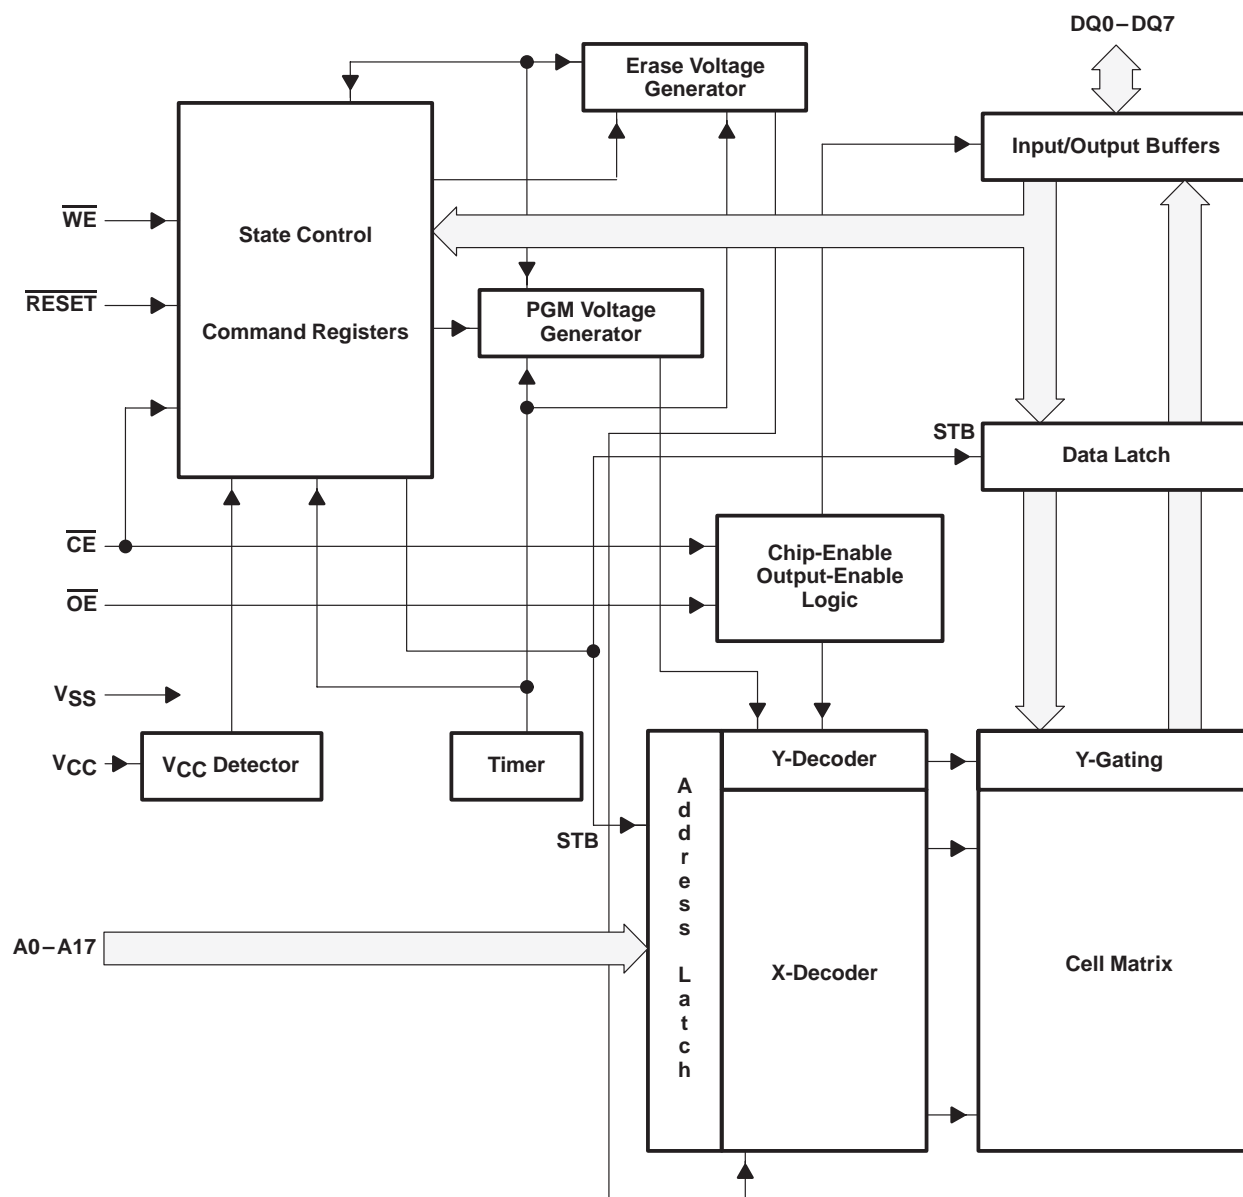 DQ0–DQ7
Erase Voltage
Generator
Input/Output Buffers
WE
State Control
RESET
Command Registers
PGM Voltage
Generator
STB
Data Latch
CE
Chip-Enable
Output-Enable
Logic
OE
VSS
VCC
VCC Detector
Timer
Y-Decoder
Y-Gating
STB
Address Latch
A0–A17
X-Decoder
Cell Matrix